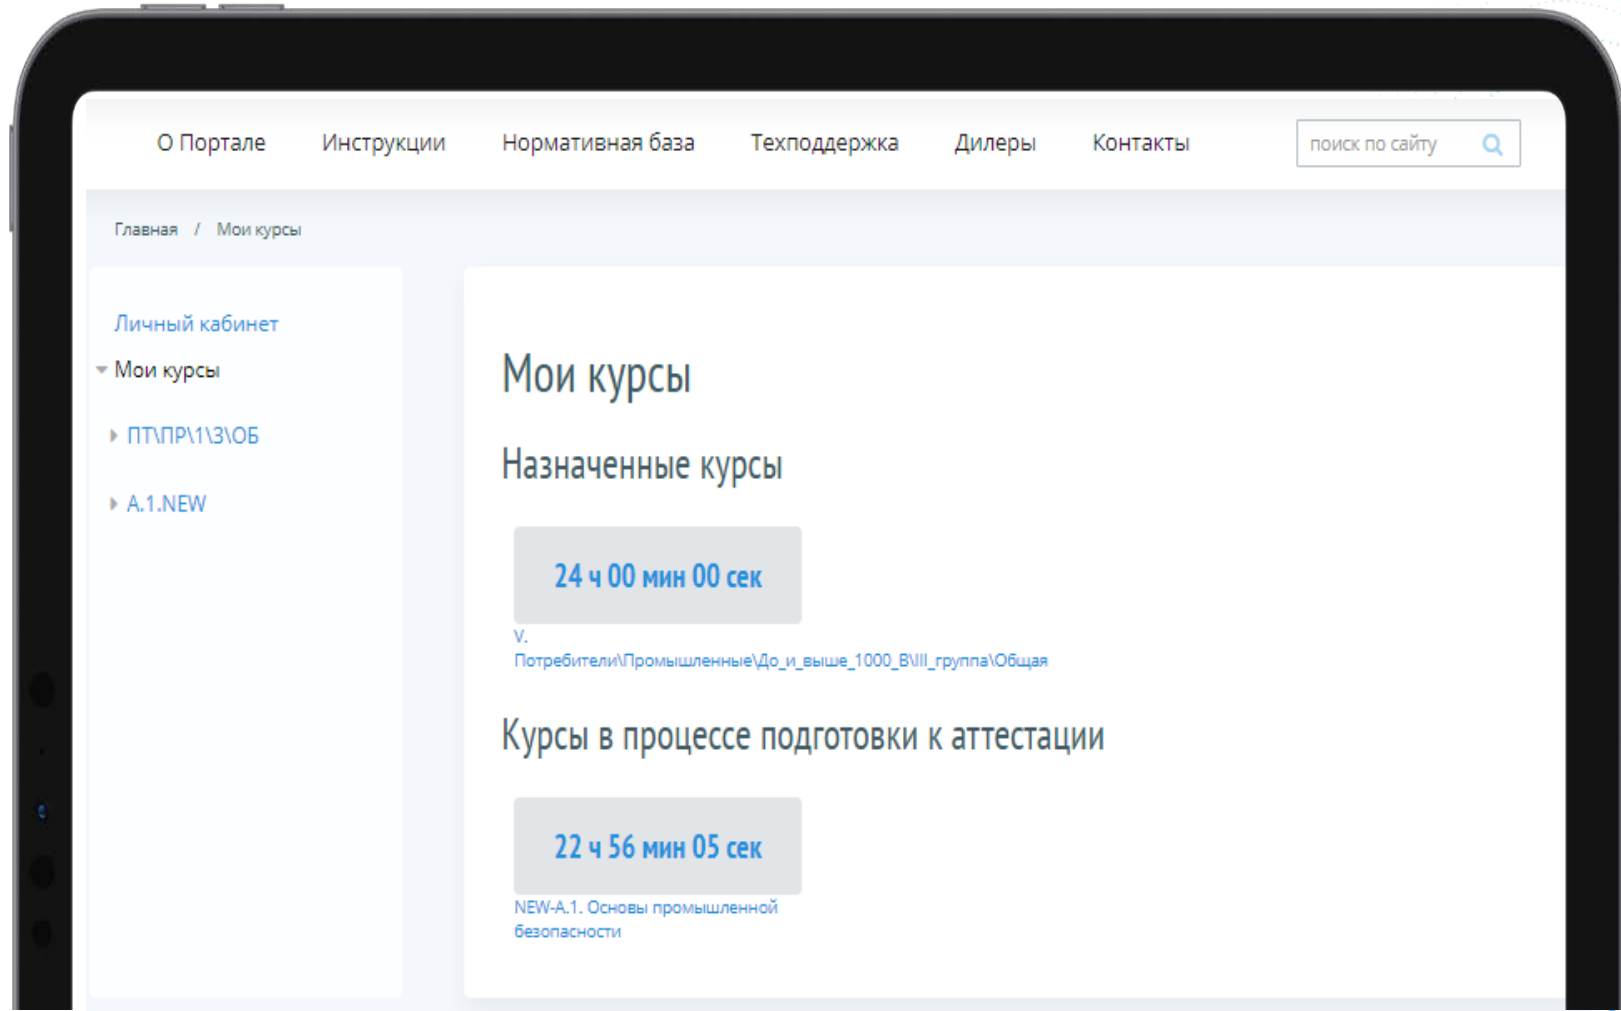 О Портале Инструкции Нормативная база Техподдержка Дилеры Контакты поиск по сайту
Главная / Мои курсы
Личный кабинет
Мои курсы
ПТ\ПР\1\3\ОБ
А.1.NEW
Мои курсы
Назначенные курсы
24 ч 00 мин 00 сек
V.
Потребители\Промышленные\До_и_выше_1000_В\III_группа\Общая
Курсы в процессе подготовки к аттестации
22 ч 56 мин 05 сек
NEW-А.1. Основы промышленной
безопасности